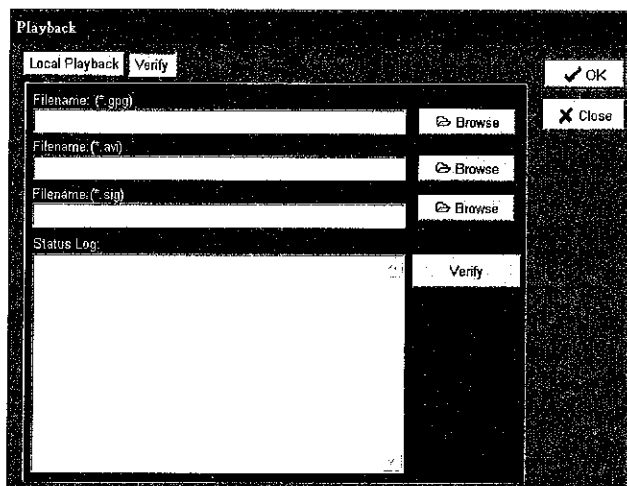 Playback
Local Playback
Verify
OK
Close
Filename: (*.gpg)
Browse
Filename:(*.avi)
Browse
Filename:(*.sig)
Browse
Status Log:
Verify